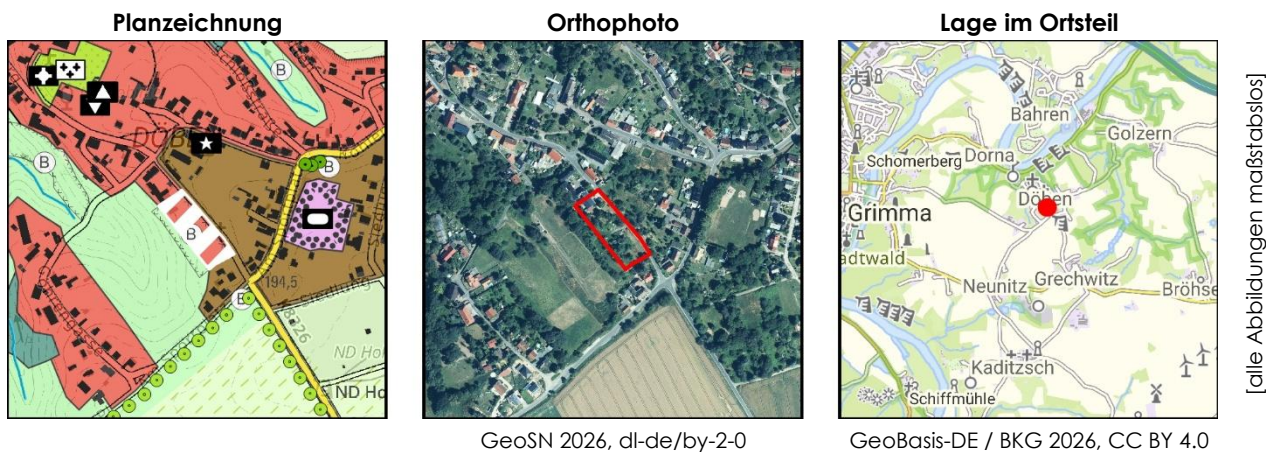 Planzeichnung
Orthophoto
Lage im Ortsteil
B
B
B
B
B
194,5
ND Ho
ND Ho
Bahren
Golzern
Schomerberg
Dorna
Döben
Grimma
adtwald
Neunitz
Grechwitz
Bröhse
Kaditzsch
Schiffmühle
[alle Abbildungen maßstabslos]
GeoSN 2026, dl-de/by-2-0
GeoBasis-DE / BKG 2026, CC BY 4.0